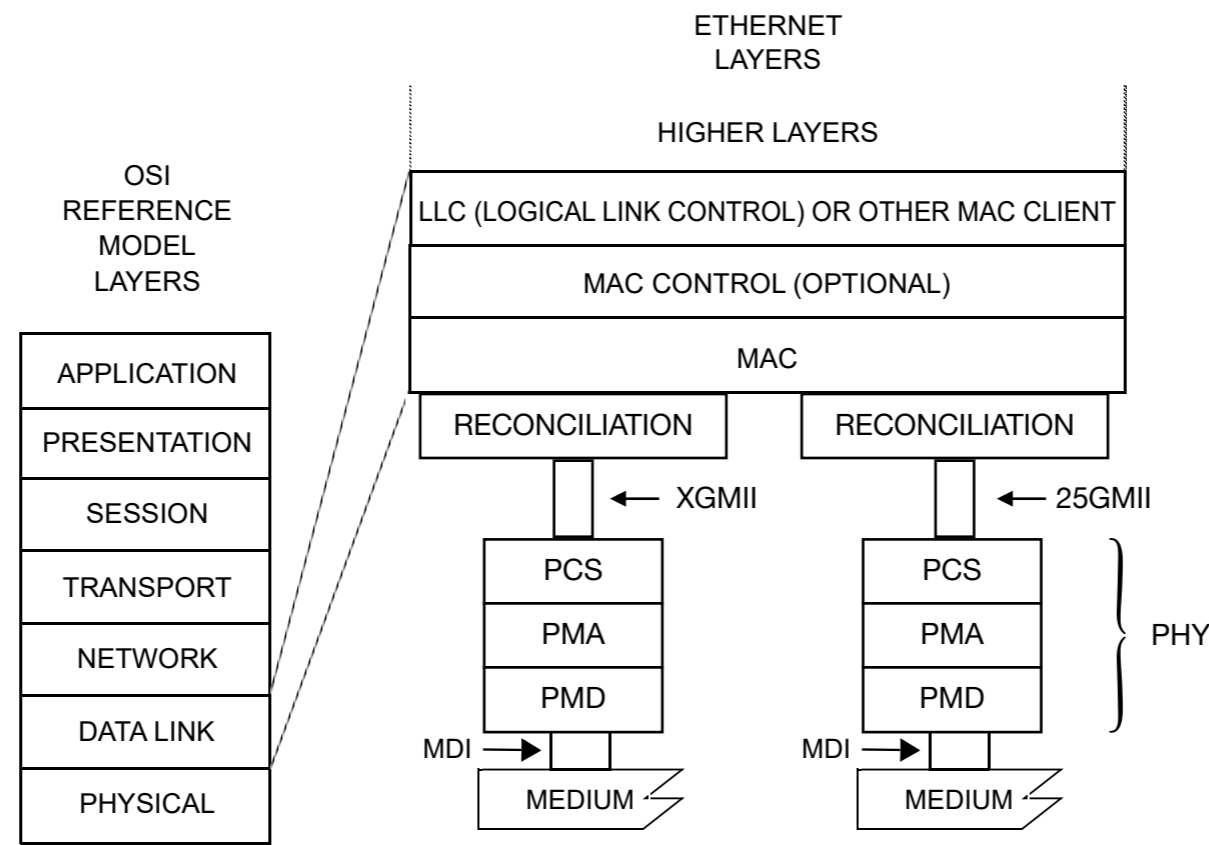 ETHERNET
LAYERS
HIGHER LAYERS
OSI
REFERENCE
MODEL
LAYERS
LLC (LOGICAL LINK CONTROL) OR OTHER MAC CLIENT
MAC CONTROL (OPTIONAL)
MAC
APPLICATION
PRESENTATION
SESSION
TRANSPORT
NETWORK
DATA LINK
PHYSICAL
RECONCILIATION
RECONCILIATION
XGMII
25GMII
PCS
PCS
PMA
PMA
PHY
PMD
PMD
MDI
MDI
MEDIUM
MEDIUM